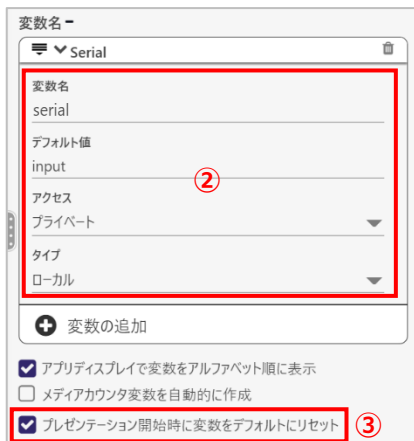 変数名 -
Serial
変数名
serial
デフォルト値
input
②
アクセス
プライベート
タイプ
ローカル
変数の追加
アプリディスプレイで変数をアルファベット順に表示
メディアカウンタ変数を自動的に作成
プレゼンテーション開始時に変数をデフォルトにリセット ③